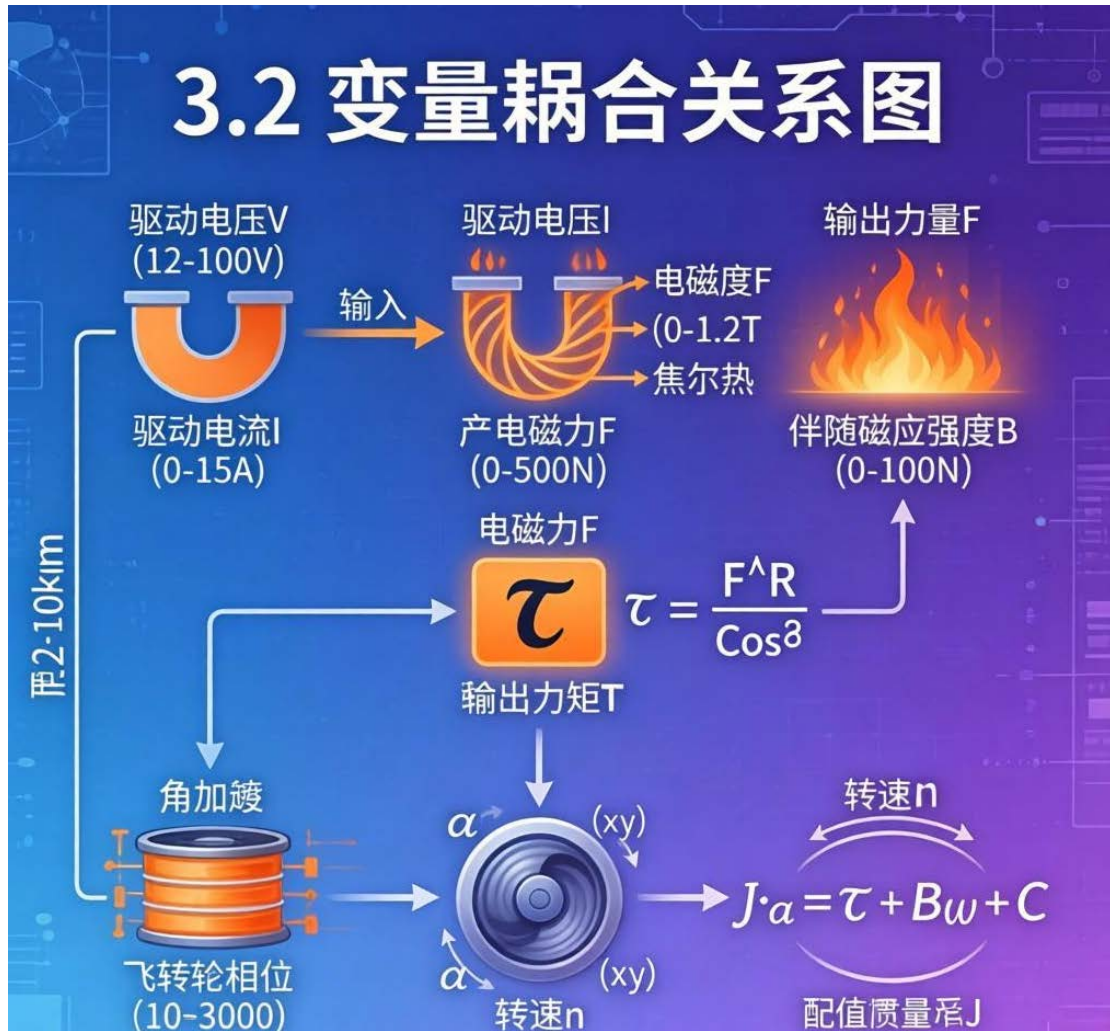 3.2 变量耦合关系图
驱动电压V
(12-100V)
输入
驱动电流I
(0-15A)
驱动电压I
电磁度F
(0-1.2T
焦尔热
产电磁力F
(0-500N)
输出力量F
伴随磁应强度B
(0-100N)
电磁力F
τ
τ = F^R / Cos³
输出力矩T
2-10km
角加
飞转轮相位
(10-3000)
α
(xy)
α
(xy)
转速n
转速n
J·a = τ + Bω + C
配值惯量J